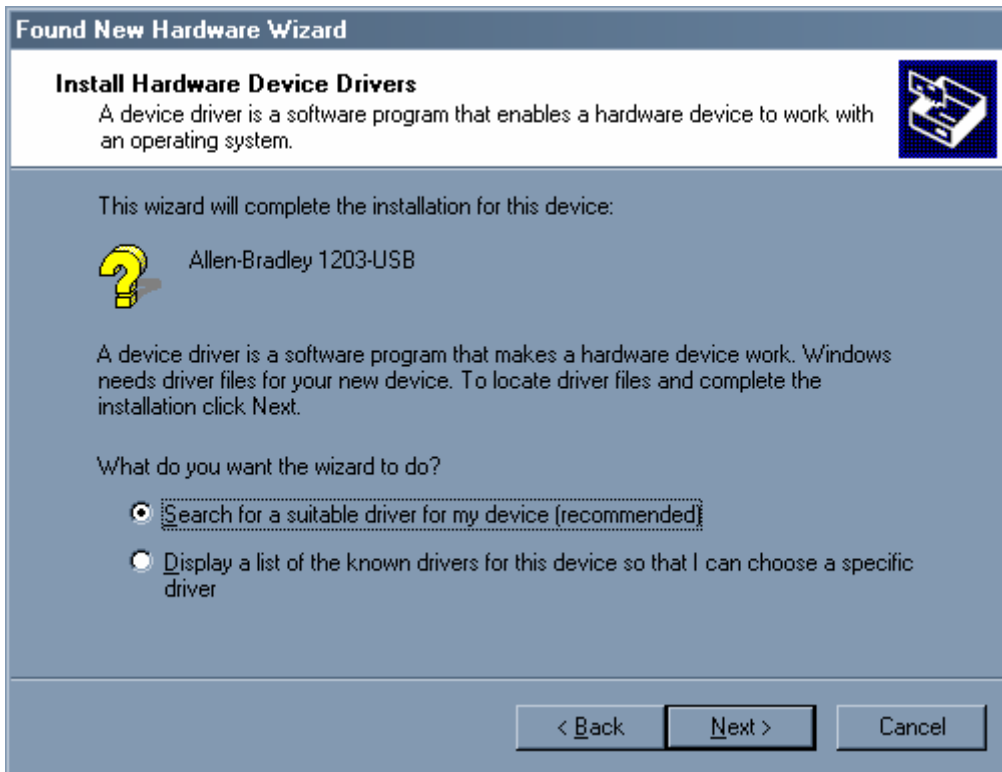 Found New Hardware Wizard
Install Hardware Device Drivers
A device driver is a software program that enables a hardware device to work with
an operating system.
This wizard will complete the installation for this device:
Allen-Bradley 1203-USB
A device driver is a software program that makes a hardware device work. Windows
needs driver files for your new device. To locate driver files and complete the
installation click Next.
What do you want the wizard to do?
Search for a suitable driver for my device (recommended)
Display a list of the known drivers for this device so that I can choose a specific
driver
< Back Next > Cancel